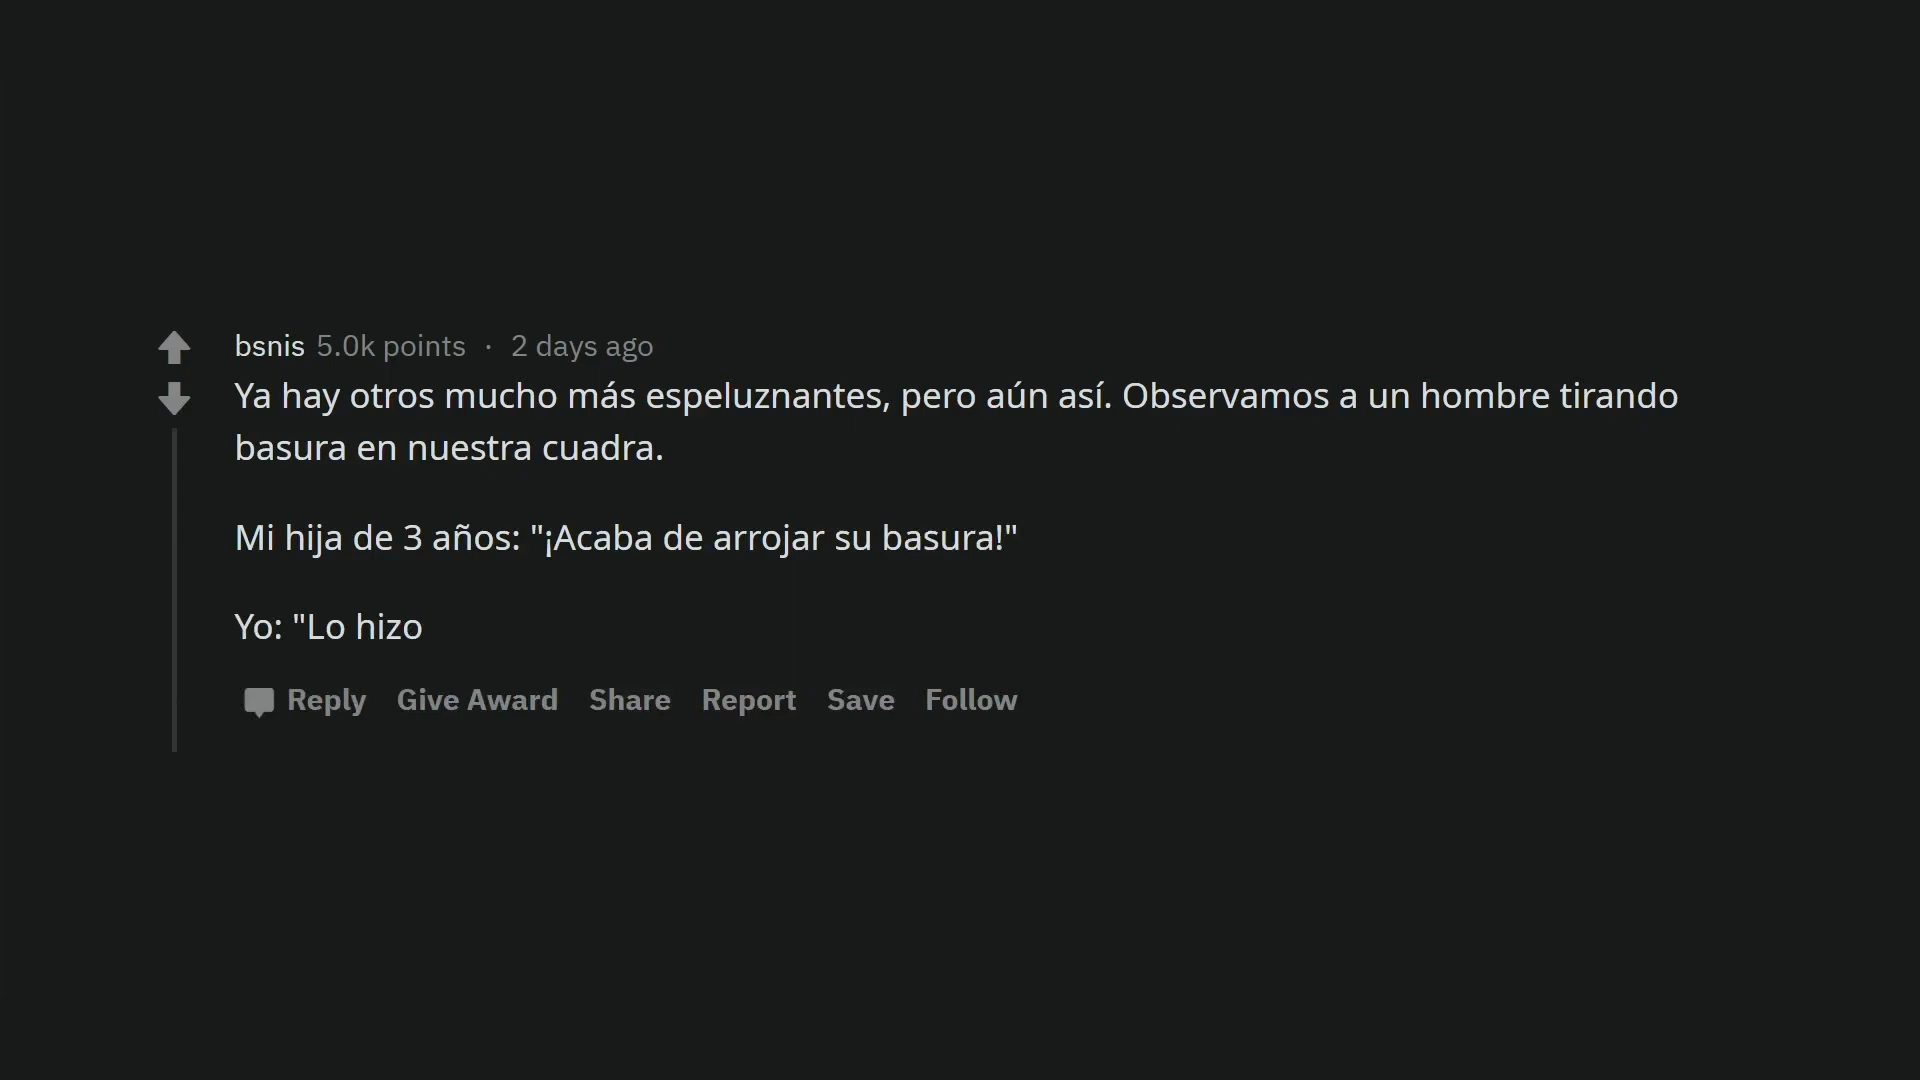 bsnis 5.0k points · 2 days ago
Ya hay otros mucho más espeluznantes, pero aún así. Observamos a un hombre tirando
basura en nuestra cuadra.
Mi hija de 3 años: "¡Acaba de arrojar su basura!"
Yo: "Lo hizo
Reply Give Award Share Report Save Follow